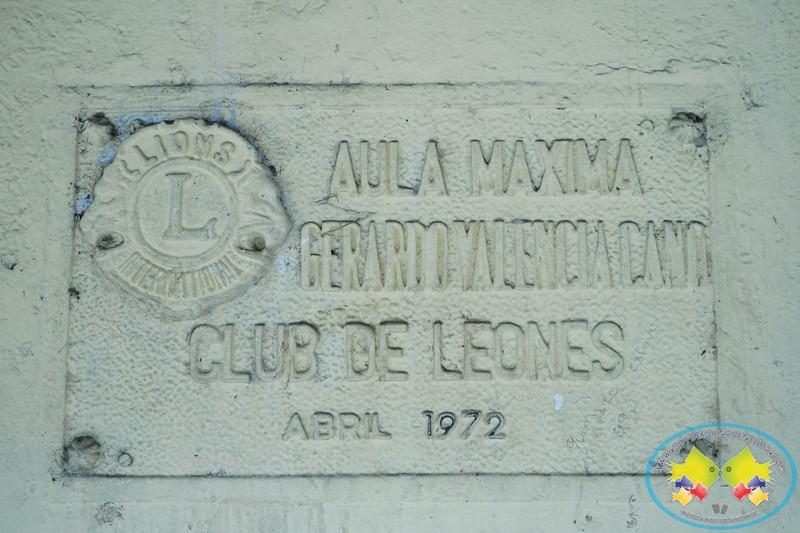 LIONS
L
INTERNATIONAL
AULA MAXIMA
GERARDO VALENCIA CANO
CLUB DE LEONES
ABRIL 1972